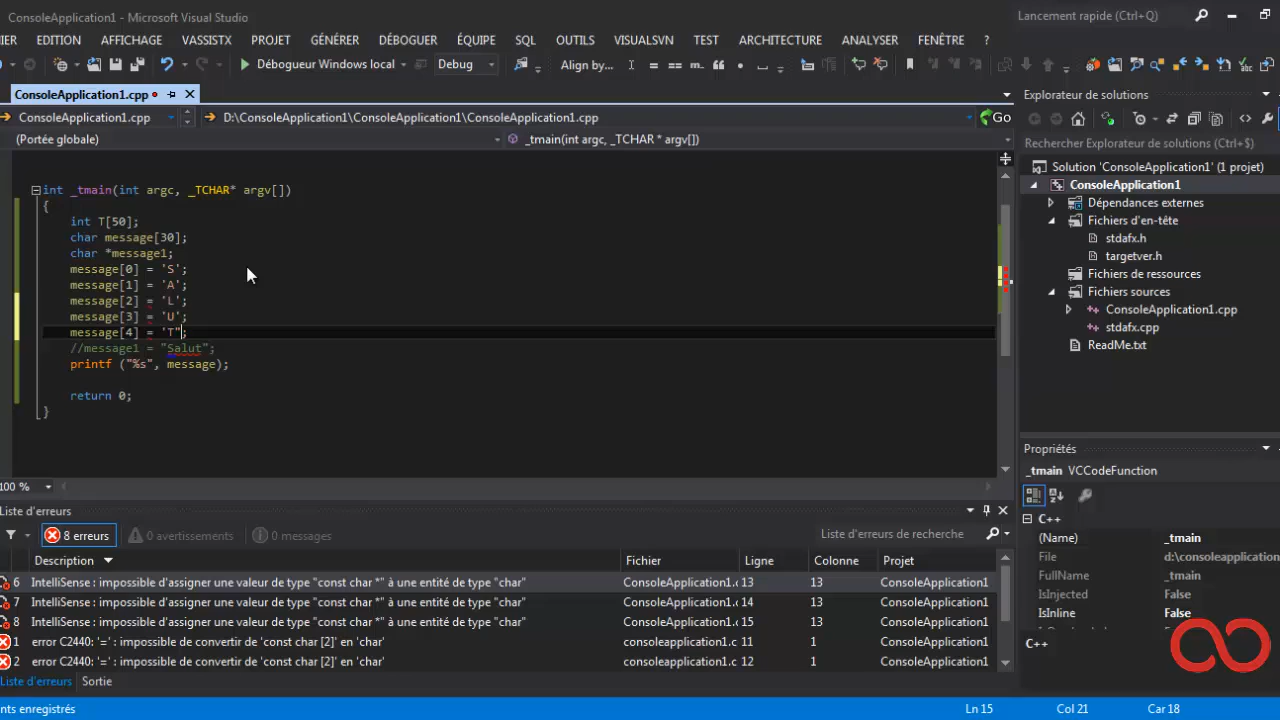 ConsoleApplication1 - Microsoft Visual Studio
Lancement rapide (Ctrl+Q)
IER EDITION AFFICHAGE VASSISTX PROJET GÉNÉRER DÉBOGUER ÉQUIPE SQL OUTILS VISUALSVN TEST ARCHITECTURE ANALYSER FENÊTRE ?
Débogueur Windows local Debug Align by...
ConsoleApplication1.cpp
ConsoleApplication1.cpp D:\ConsoleApplication1\ConsoleApplication1\ConsoleApplication1.cpp Go
(Portée globale) _tmain(int argc, _TCHAR * argv[])
int _tmain(int argc, _TCHAR* argv[])
{
int T[50];
char message[30];
char *message1;
message[0] = 'S';
message[1] = 'A';
message[2] = 'L';
message[3] = 'U';
message[4] = 'T";
//message1 = "Salut";
printf ("%s", message);
return 0;
}
100 %
Explorateur de solutions
Rechercher Explorateur de solutions (Ctrl+$)
Solution 'ConsoleApplication1' (1 projet)
ConsoleApplication1
Dépendances externes
Fichiers d'en-tête
stdafx.h
targetver.h
Fichiers de ressources
Fichiers sources
ConsoleApplication1.cpp
stdafx.cpp
ReadMe.txt
Propriétés
_tmain VCCodeFunction
C++
(Name) _tmain
File d:\consoleapplication
FullName _tmain
IsInjected False
IsInline False
C++
Liste d'erreurs
8 erreurs 0 avertissements 0 messages Liste d'erreurs de recherche
Description Fichier Ligne Colonne Projet
6 IntelliSense : impossible d'assigner une valeur de type "const char *" à une entité de type "char" ConsoleApplication1.c 13 13 ConsoleApplication1
7 IntelliSense : impossible d'assigner une valeur de type "const char *" à une entité de type "char" ConsoleApplication1.c 14 13 ConsoleApplication1
8 IntelliSense : impossible d'assigner une valeur de type "const char *" à une entité de type "char" ConsoleApplication1.c 15 13 ConsoleApplication1
1 error C2440: '=' : impossible de convertir de 'const char [2]' en 'char' consoleapplication1.c 11 1 ConsoleApplication1
2 error C2440: '=' : impossible de convertir de 'const char [2]' en 'char' consoleapplication1.c 12 1 ConsoleApplication1
Liste d'erreurs Sortie
nts enregistrés Ln 15 Col 21 Car 18